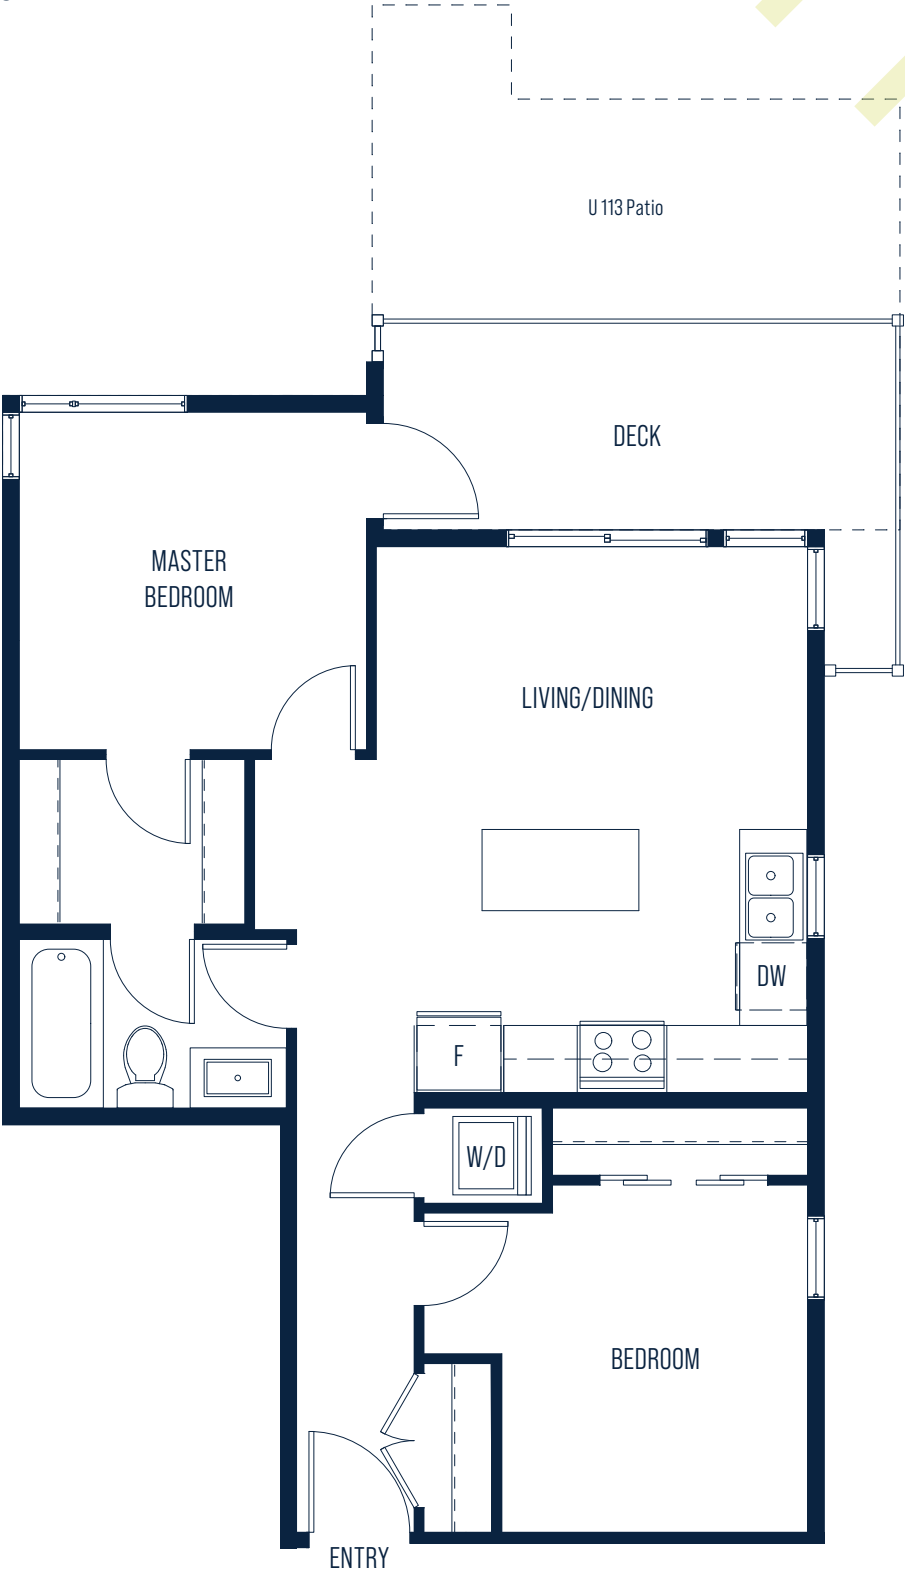 U 113 Patio
DECK
MASTER
BEDROOM
LIVING/DINING
DW
F
W/D
BEDROOM
ENTRY